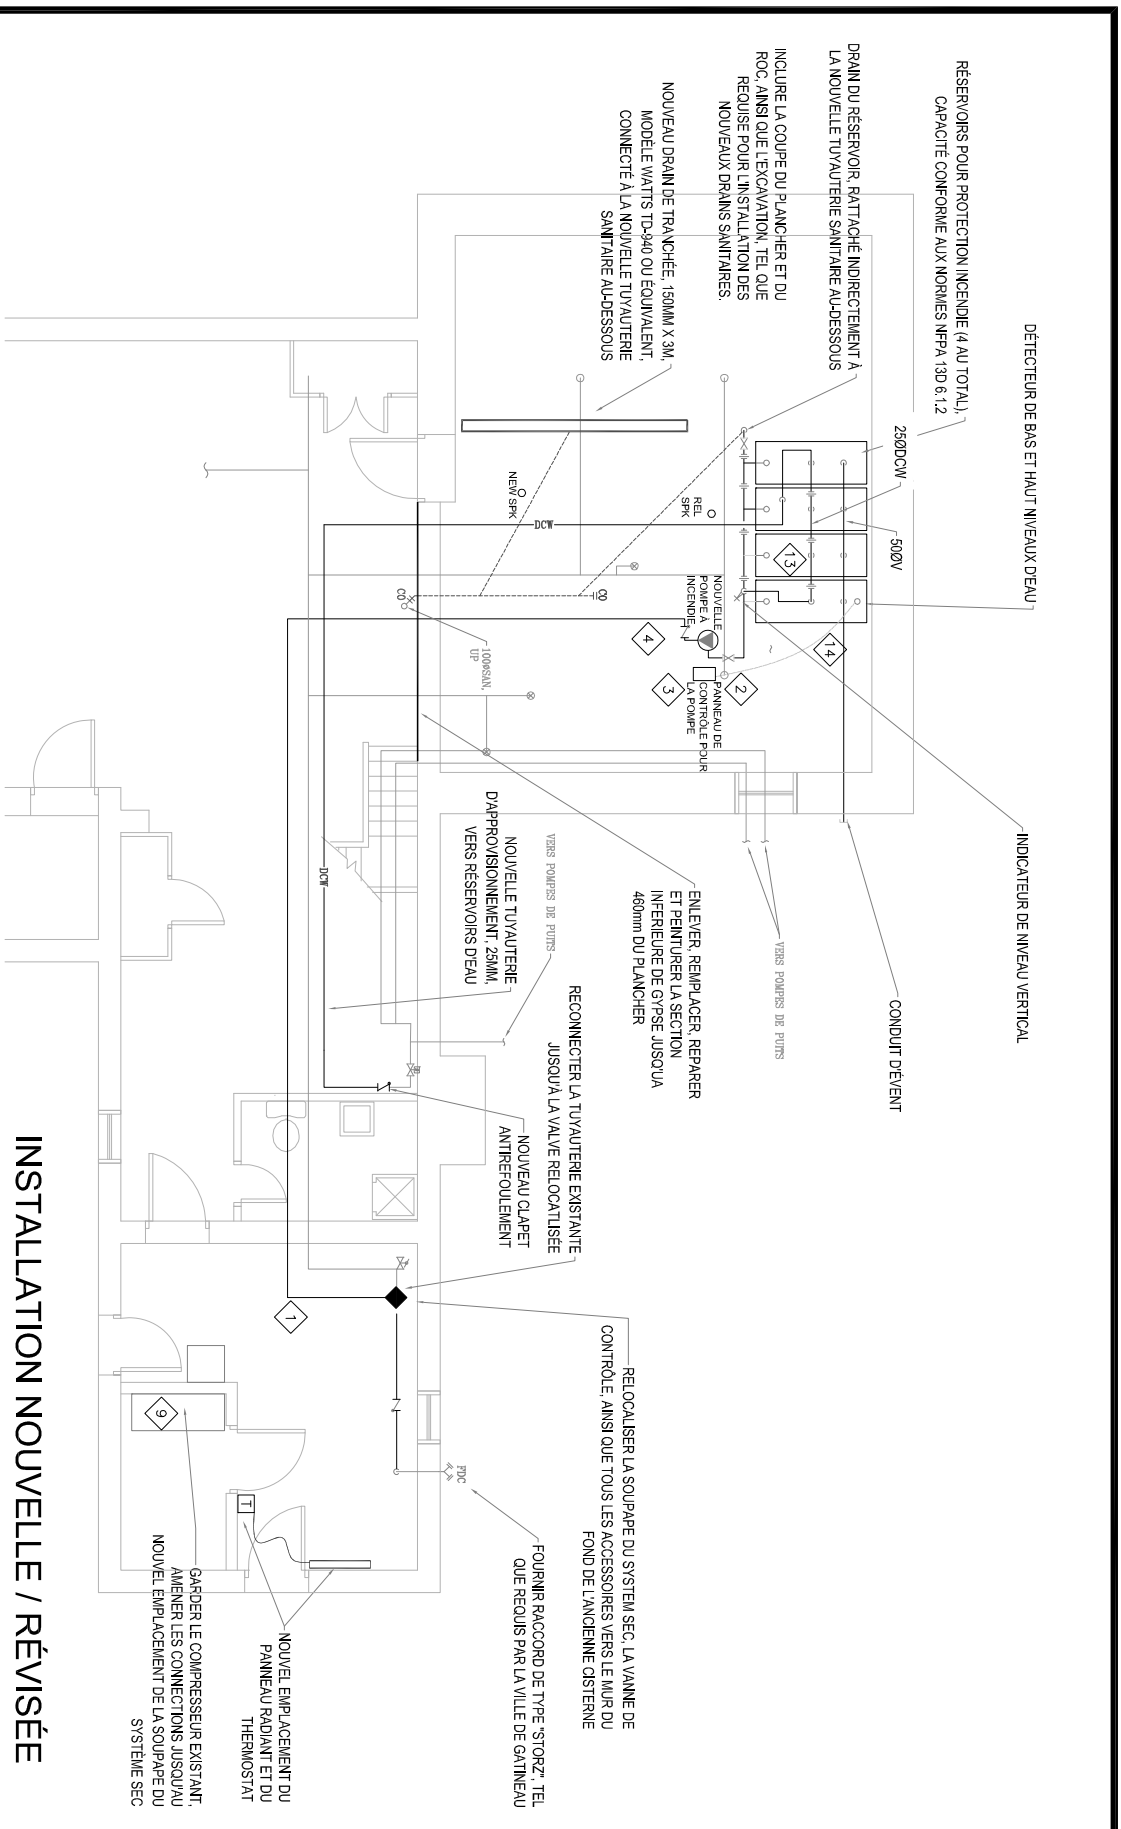 DÉTECTEUR DE BAS ET HAUT NIVEAUX D'EAU
RÉSERVOIRS POUR PROTECTION INCENDIE (4 AU TOTAL),
CAPACITÉ CONFORME AUX NORMES NFPA 13D 6.1.2
DRAIN DU RÉSERVOIR, RATTACHÉ INDIRECTEMENT À
LA NOUVELLE TUYAUTERIE SANITAIRE AU-DESSOUS
INCLURE LA COUPE DU PLANCHER ET DU
ROC, AINSI QUE L'EXCAVATION, TEL QUE
REQUISE POUR L'INSTALLATION DES
NOUVEAUX DRAINS SANITAIRES.
NOUVEAU DRAIN DE TRANCHÉE, 150MM X 3M,
MODÈLE WATTS TD-940 OU ÉQUIVALENT,
CONNECTÉ À LA NOUVELLE TUYAUTERIE
SANITAIRE AU-DESSOUS
25ØDCW
50ØV
13
14
REL
SPK
NEW SPK
DCW
CO
CO
100øSAN,
UP
NOUVELLE
POMPE À
INCENDIE
4
2
3
PANNEAU DE
CONTRÔLE POUR
LA POMPE
INDICATEUR DE NIVEAU VERTICAL
CONDUIT D'ÉVENT
VERS POMPES DE PUITS
ENLEVER, REMPLACER, REPARER
ET PEINTURER LA SECTION
INFERIEURE DE GYPSE JUSQU'UA
460mm DU PLANCHER
VERS POMPES DE PUITS
NOUVELLE TUYAUTERIE
D'APPROVISIONNEMENT, 25MM,
VERS RÉSERVOIRS D'EAU
DCW
RECONNECTER LA TUYAUTERIE EXISTANTE
JUSQU'À LA VALVE RELOCATLISÉE
NOUVEAU CLAPET
ANTIREFOULEMENT
1
RELOCALISER LA SOUPAPE DU SYSTEM SEC, LA VANNE DE
CONTRÔLE, AINSI QUE TOUS LES ACCESSOIRES VERS LE MUR DU
FOND DE L'ANCIENNE CISTERNE
FDC
FOURNIR RACCORD DE TYPE "STORZ", TEL
QUE REQUIS PAR LA VILLE DE GATINEAU
9
T
NOUVEL EMPLACEMENT DU
PANNEAU RADIANT ET DU
THERMOSTAT
GARDER LE COMPRESSEUR EXISTANT,
AMENER LES CONNECTIONS JUSQU'AU
NOUVEL EMPLACEMENT DE LA SOUPAPE DU
SYSTÈME SEC
INSTALLATION NOUVELLE / RÉVISÉE